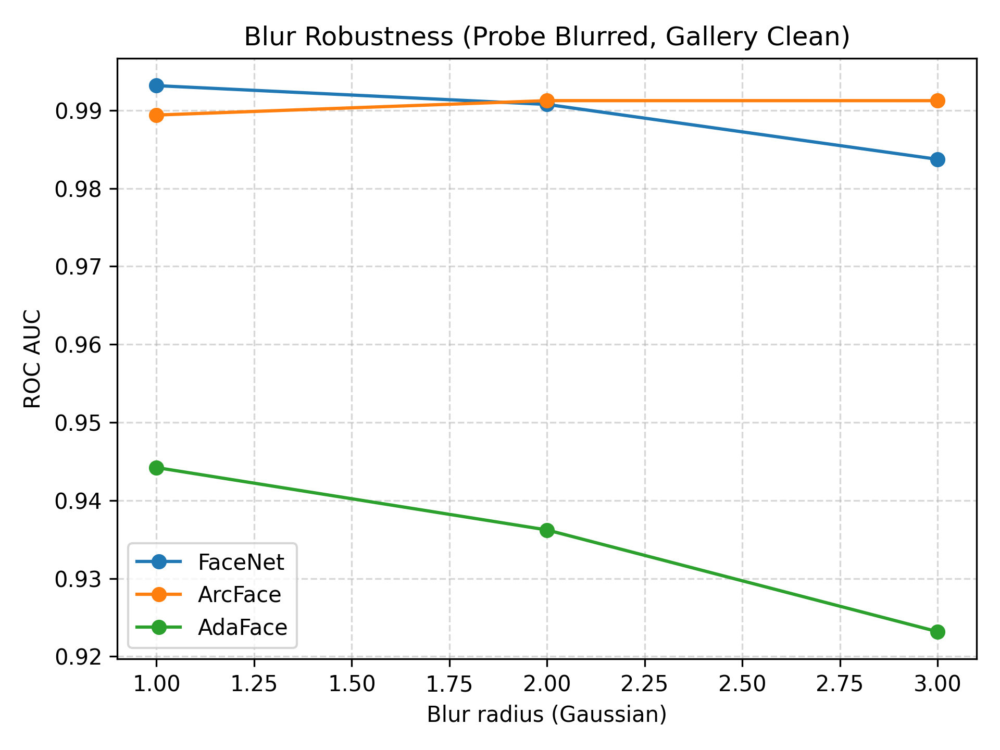 Blur Robustness (Probe Blurred, Gallery Clean)
ROC AUC
0.99
0.98
0.97
0.96
0.95
0.94
0.93
0.92
FaceNet
ArcFace
AdaFace
1.00 1.25 1.50 1.75 2.00 2.25 2.50 2.75 3.00
Blur radius (Gaussian)